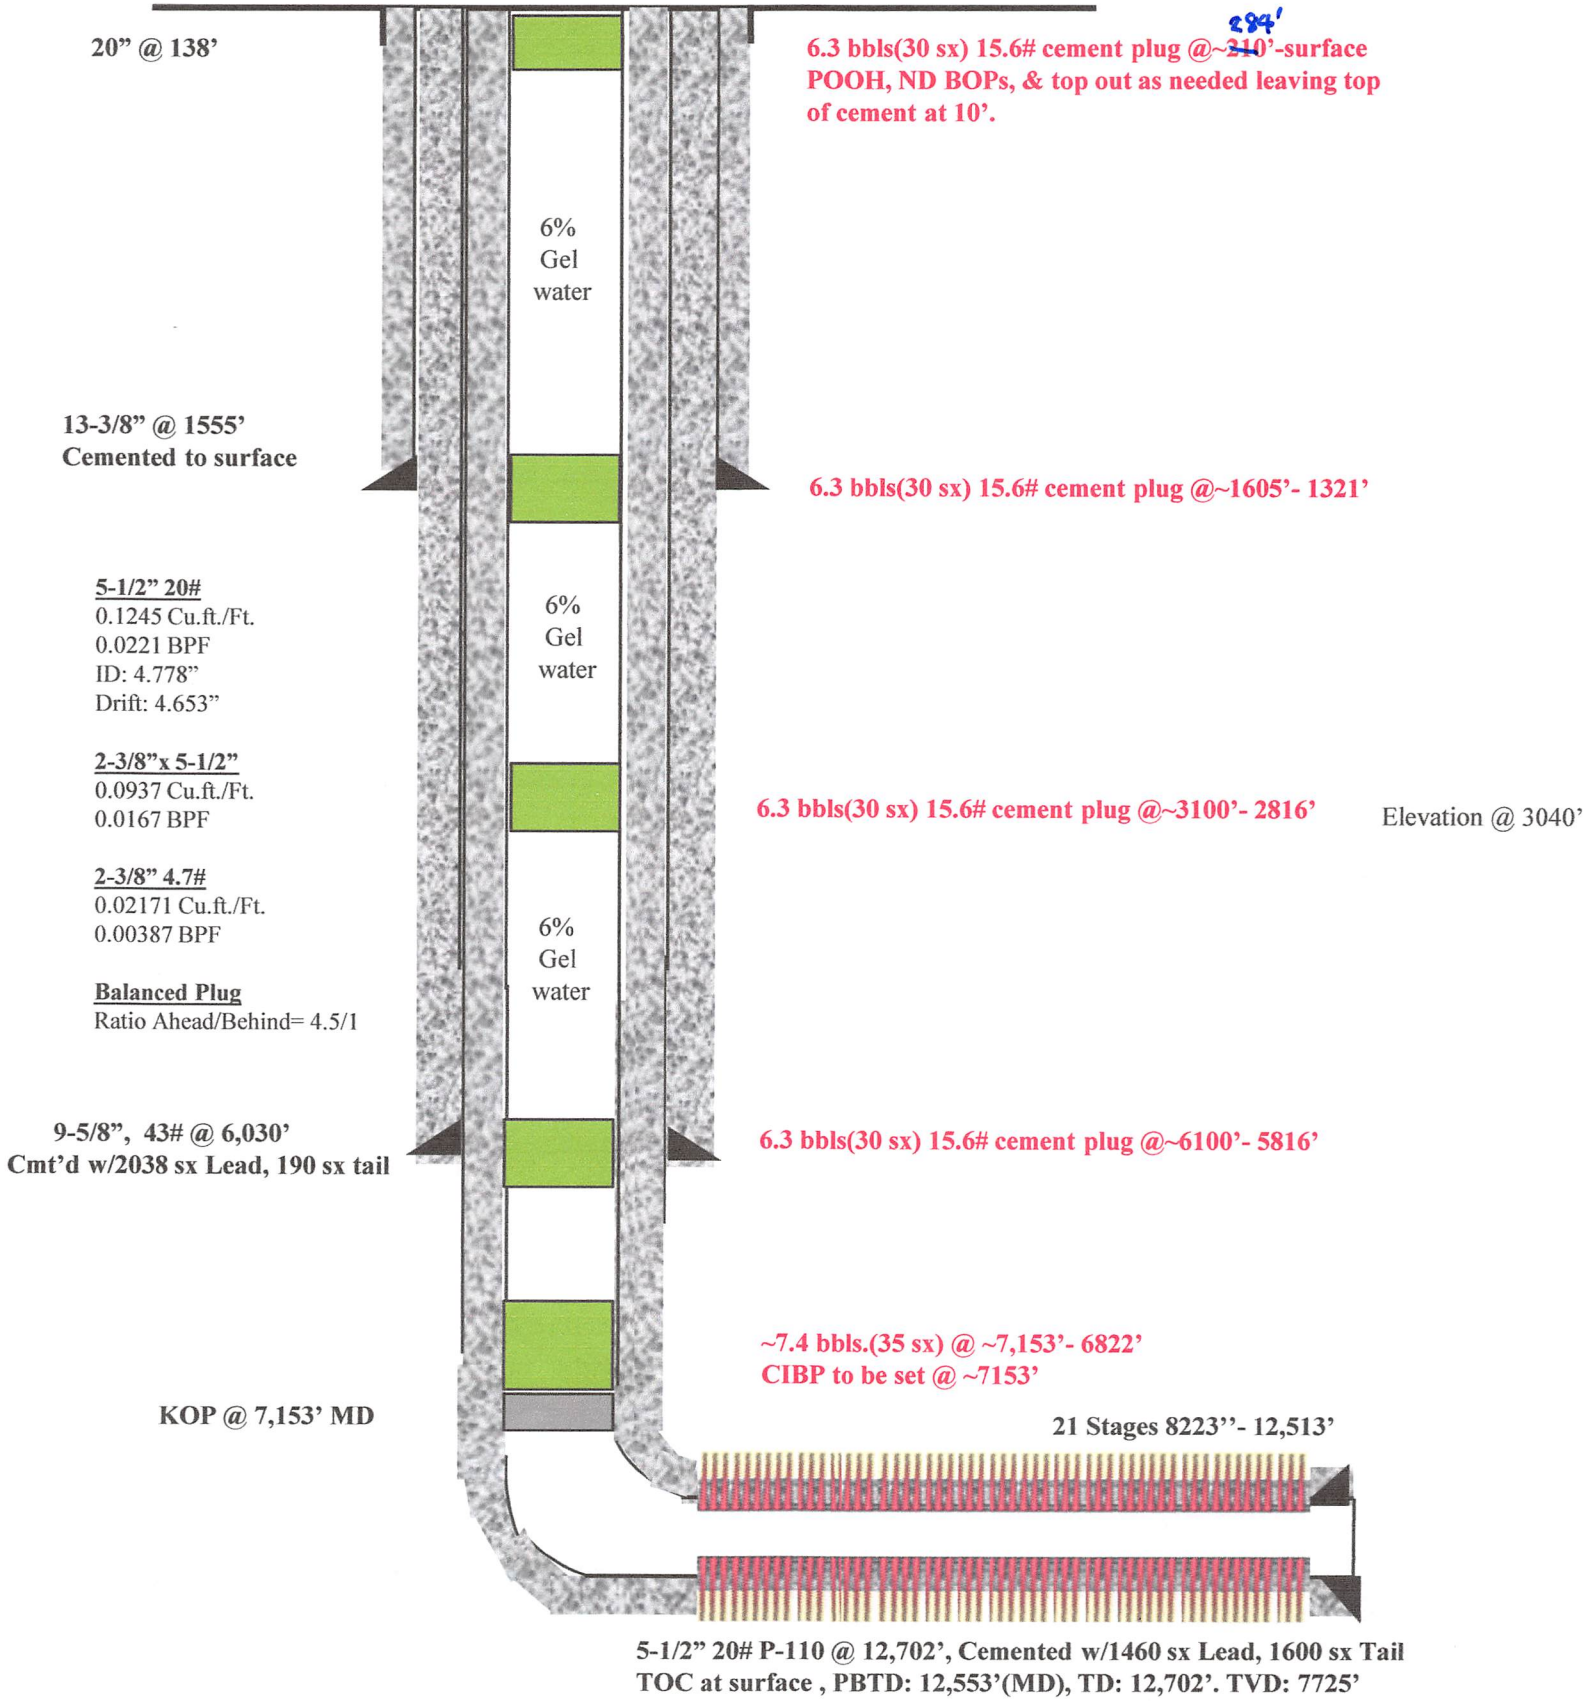 20” @ 138’
284'
6.3 bbls(30 sx) 15.6# cement plug @~210’-surface
POOH, ND BOPs, & top out as needed leaving top
of cement at 10’.
6%
Gel
water
13-3/8” @ 1555’
Cemented to surface
6.3 bbls(30 sx) 15.6# cement plug @~1605’- 1321’
5-1/2” 20#
0.1245 Cu.ft./Ft.
0.0221 BPF
ID: 4.778”
Drift: 4.653”
6%
Gel
water
2-3/8”x 5-1/2”
0.0937 Cu.ft./Ft.
0.0167 BPF
6.3 bbls(30 sx) 15.6# cement plug @~3100’- 2816’
Elevation @ 3040’
2-3/8” 4.7#
0.02171 Cu.ft./Ft.
0.00387 BPF
6%
Gel
water
Balanced Plug
Ratio Ahead/Behind= 4.5/1
9-5/8”, 43# @ 6,030’
Cmt’d w/2038 sx Lead, 190 sx tail
6.3 bbls(30 sx) 15.6# cement plug @~6100’- 5816’
~7.4 bbls.(35 sx) @ ~7,153’- 6822’
CIBP to be set @ ~7153’
KOP @ 7,153’ MD
21 Stages 8223’’- 12,513’
5-1/2” 20# P-110 @ 12,702’, Cemented w/1460 sx Lead, 1600 sx Tail
TOC at surface , PBTD: 12,553’(MD), TD: 12,702’. TVD: 7725’